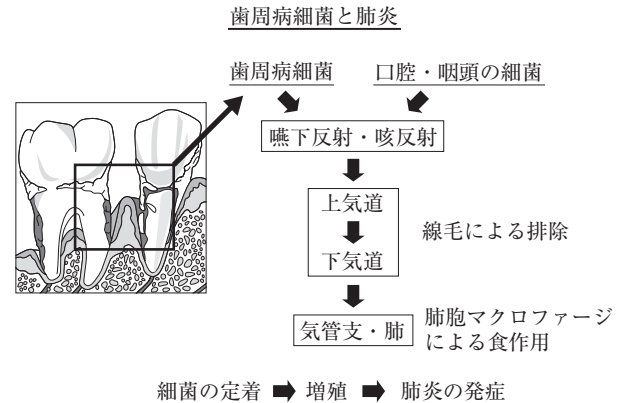 歯周病細菌と肺炎
歯周病細菌
口腔・咽頭の細菌
嚥下反射・咳反射
上気道
線毛による排除
下気道
気管支・肺
肺胞マクロファージ
による食作用
細菌の定着 ➡ 増殖 ➡ 肺炎の発症